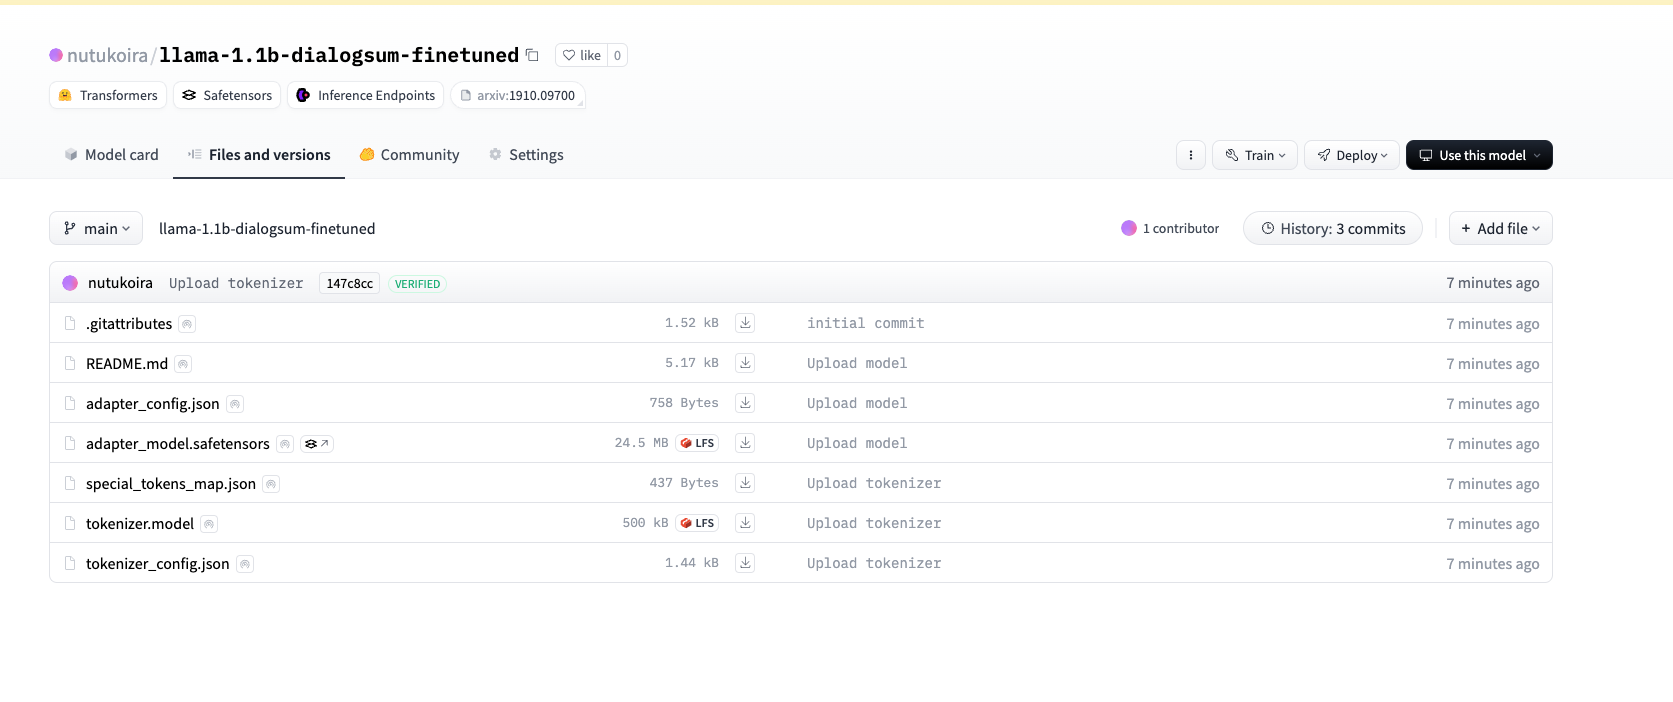 nutukoira/llama-1.1b-dialogsum-finetuned like 0
Transformers Safetensors Inference Endpoints arxiv:1910.09700
Model card Files and versions Community Settings Train Deploy Use this model
main llama-1.1b-dialogsum-finetuned 1 contributor History: 3 commits + Add file
nutukoira Upload tokenizer 147c8cc VERIFIED 7 minutes ago
.gitattributes 1.52 kB initial commit 7 minutes ago
README.md 5.17 kB Upload model 7 minutes ago
adapter_config.json 758 Bytes Upload model 7 minutes ago
adapter_model.safetensors 24.5 MB LFS Upload model 7 minutes ago
special_tokens_map.json 437 Bytes Upload tokenizer 7 minutes ago
tokenizer.model 500 kB LFS Upload tokenizer 7 minutes ago
tokenizer_config.json 1.44 kB Upload tokenizer 7 minutes ago